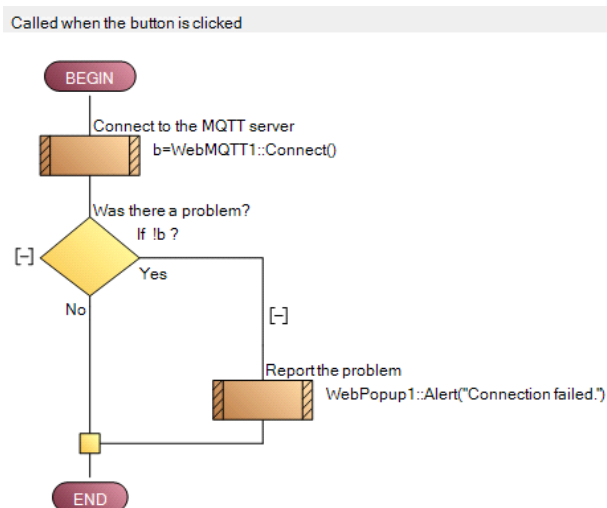 Called when the button is clicked
BEGIN
Connect to the MQTT server
b=WebMQTT1::Connect()
Was there a problem?
If !b ?
[–]
Yes
No
[–]
Report the problem
WebPopup1::Alert("Connection failed.")
END